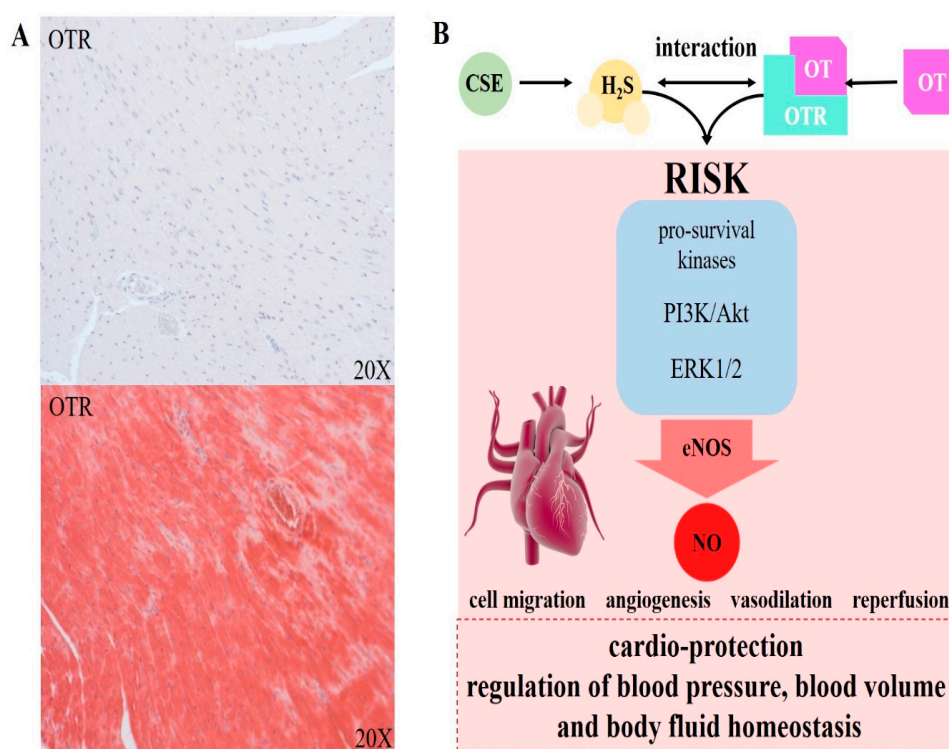 A
OTR
20X
OTR
20X
B
interaction
CSE
H₂S
OT
OTR
OT
RISK
pro-survival
kinases
PI3K/Akt
ERK1/2
eNOS
NO
cell migration angiogenesis vasodilation reperfusion
cardio-protection
regulation of blood pressure, blood volume
and body fluid homeostasis